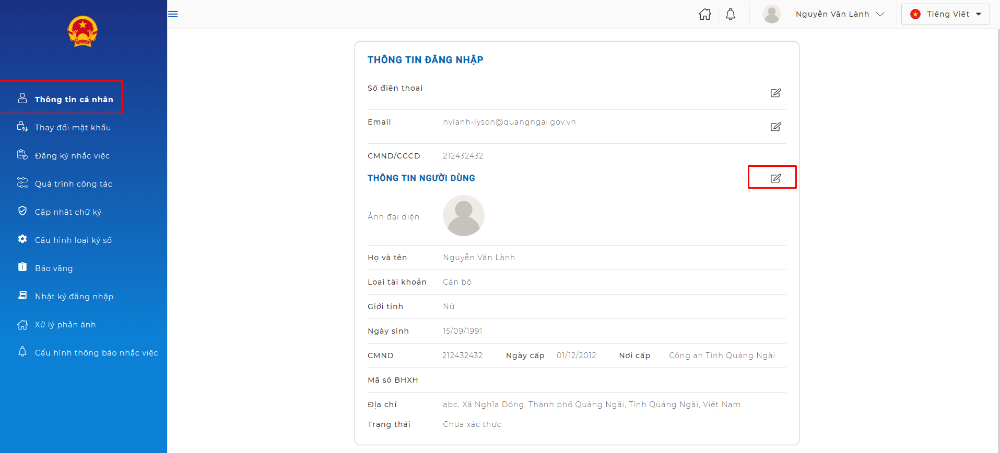 Nguyễn Văn Lành
Tiếng Việt
Thông tin cá nhân
Thay đổi mật khẩu
Đăng ký nhắc việc
Quá trình công tác
Cập nhật chữ ký
Cấu hình loại ký số
Báo vắng
Nhật ký đăng nhập
Xử lý phản ánh
Cấu hình thông báo nhắc việc
THÔNG TIN ĐĂNG NHẬP
Số điện thoại
Email nvlanh-lyson@quangngai.gov.vn
CMND/CCCD 212432432
THÔNG TIN NGƯỜI DÙNG
Ảnh đại diện
Họ và tên Nguyễn Văn Lành
Loại tài khoản Cán bộ
Giới tính Nữ
Ngày sinh 15/09/1991
CMND 212432432 Ngày cấp 01/12/2012 Nơi cấp Công an Tỉnh Quảng Ngãi
Mã số BHXH
Địa chỉ abc, Xã Nghĩa Dõng, Thành phố Quảng Ngãi, Tỉnh Quảng Ngãi, Việt Nam
Trạng thái Chưa xác thực